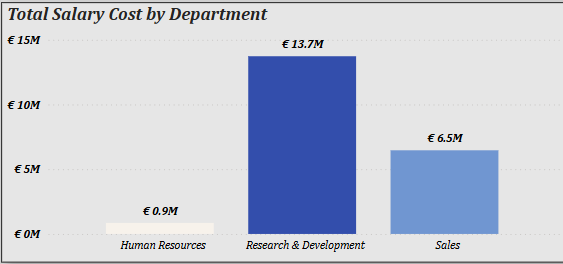 Total Salary Cost by Department
€ 15M
€ 13.7M
€ 10M
€ 6.5M
€ 5M
€ 0.9M
€ 0M
Human Resources Research & Development Sales